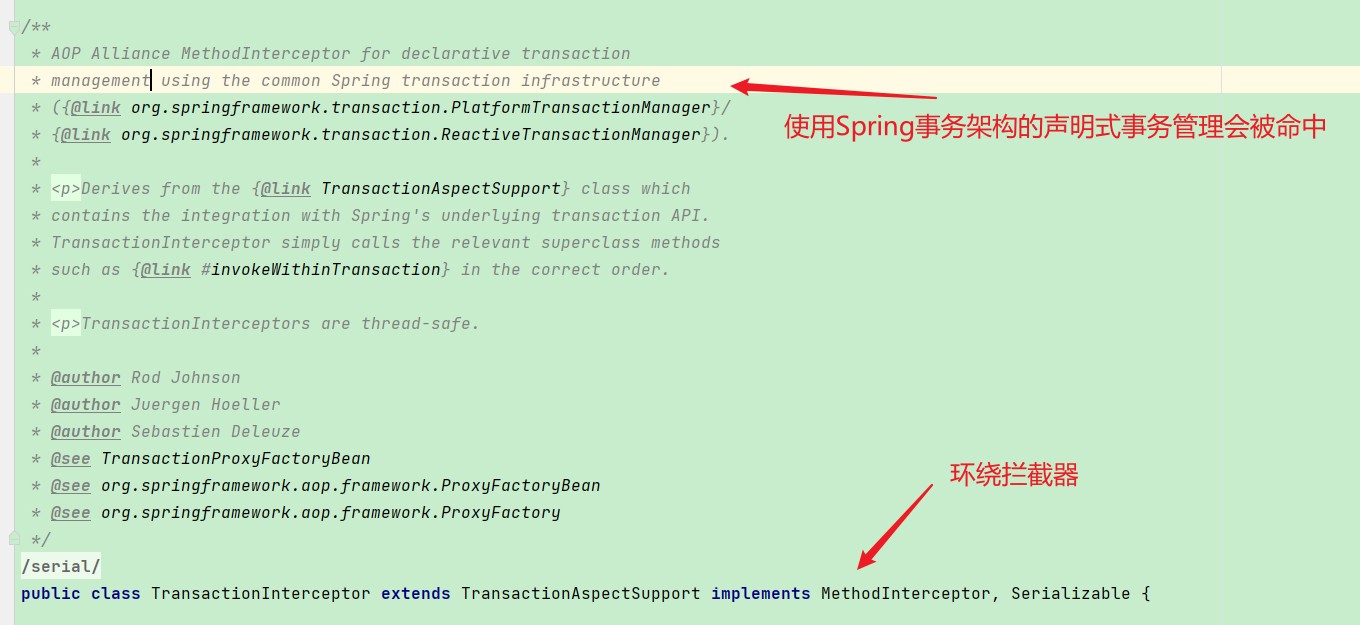 /**
* AOP Alliance MethodInterceptor for declarative transaction
* management using the common Spring transaction infrastructure
* ({@link org.springframework.transaction.PlatformTransactionManager}/
使用Spring事务架构的声明式事务管理会被命中
* {@link org.springframework.transaction.ReactiveTransactionManager}).
*
* <p>Derives from the {@link TransactionAspectSupport} class which
* contains the integration with Spring's underlying transaction API.
* TransactionInterceptor simply calls the relevant superclass methods
* such as {@link #invokeWithinTransaction} in the correct order.
*
* <p>TransactionInterceptors are thread-safe.
*
* @author Rod Johnson
* @author Juergen Hoeller
* @author Sebastien Deleuze
* @see TransactionProxyFactoryBean
环绕拦截器
* @see org.springframework.aop.framework.ProxyFactoryBean
* @see org.springframework.aop.framework.ProxyFactory
*/
/serial/
public class TransactionInterceptor extends TransactionAspectSupport implements MethodInterceptor, Serializable {